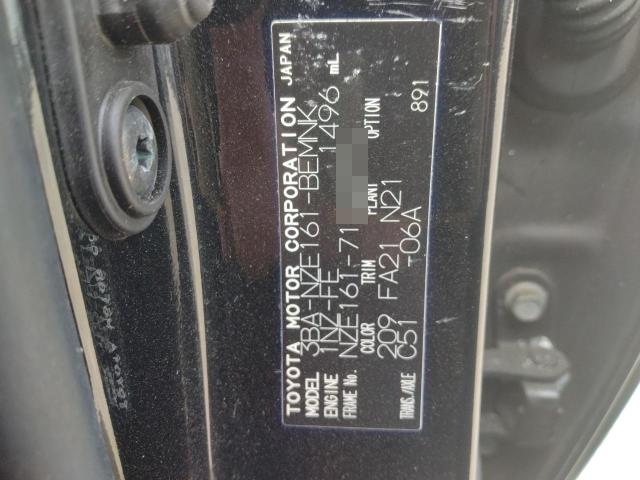 TOYOTA MOTOR CORPORATION JAPAN
MODEL 3BA-NZE161-BEMNK
ENGINE 1NZ-FE 1496 mL
FRAME No. NZE161-71
COLOR TRIM PLANT OPTION
209 FA21 N21
TRANS./AXLE C51 -06A 891